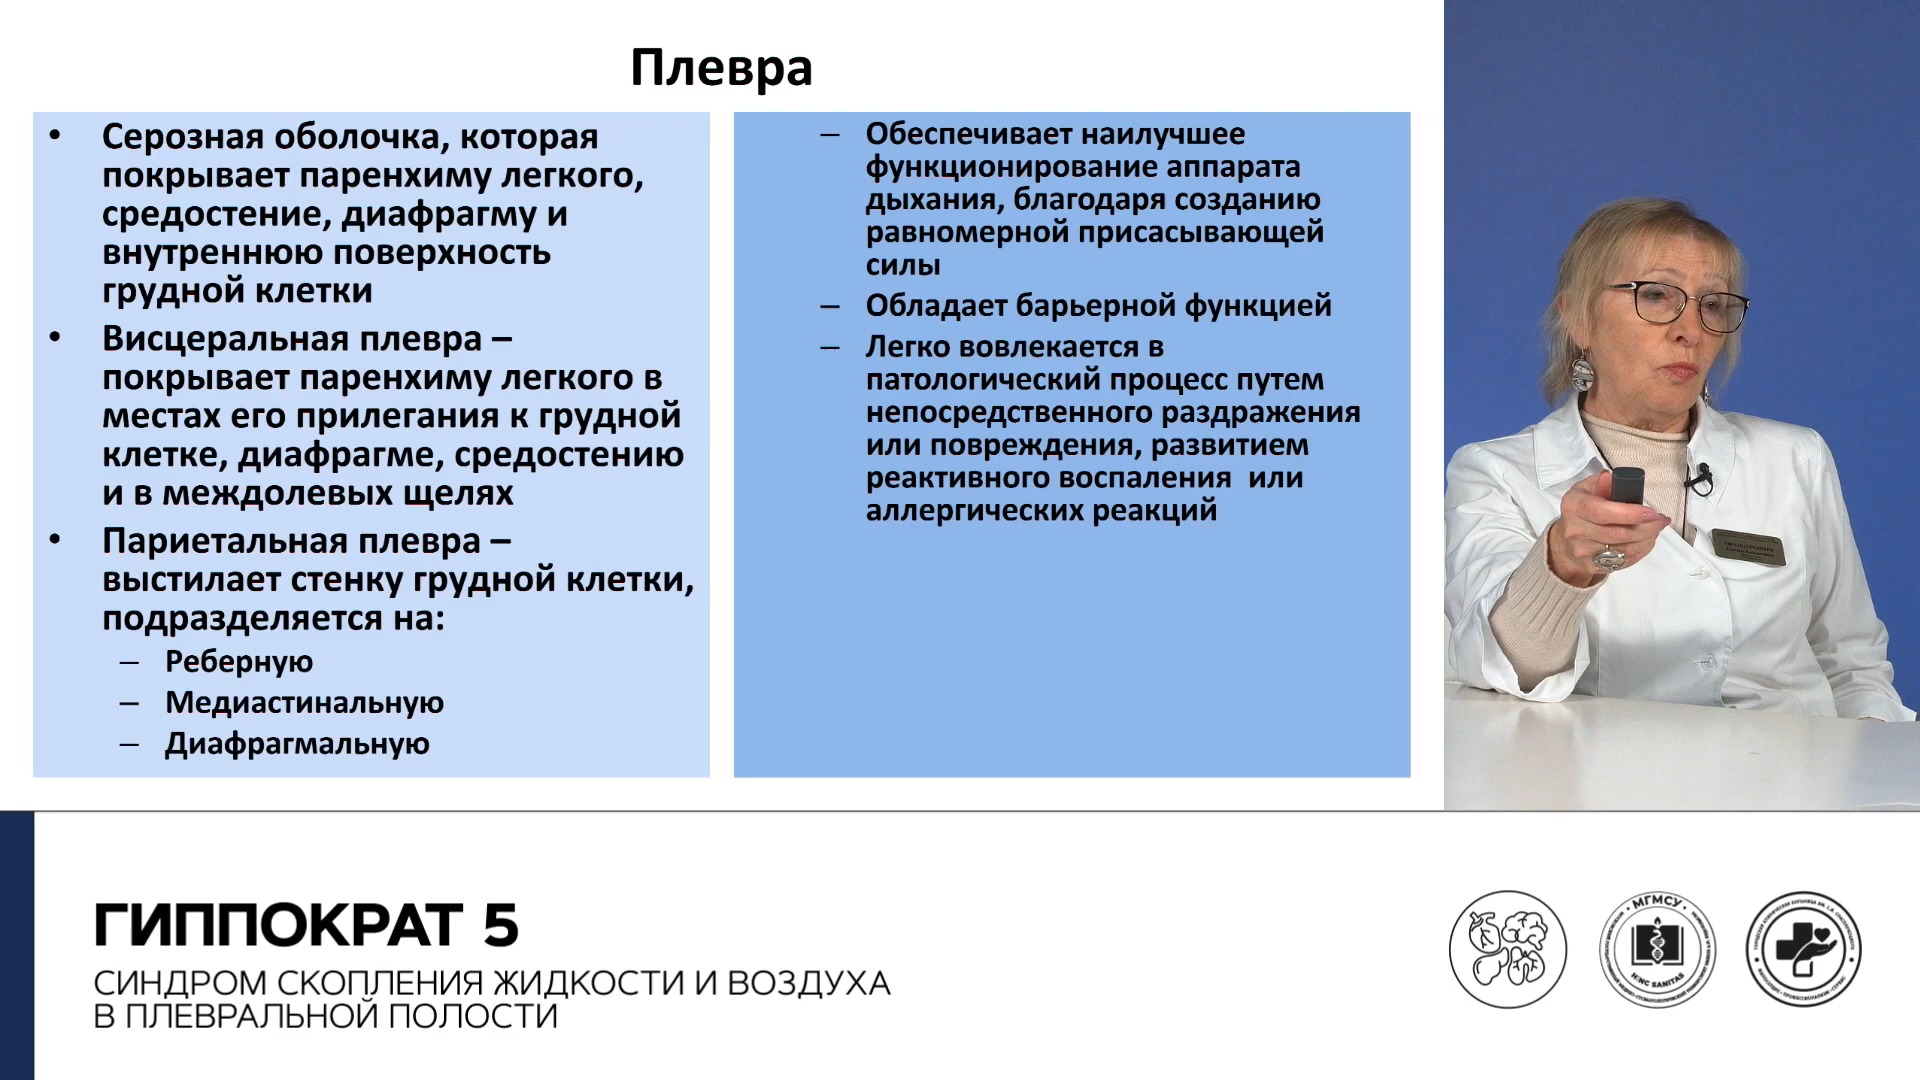 Плевра
• Серозная оболочка, которая
покрывает паренхиму легкого,
средостение, диафрагму и
внутреннюю поверхность
грудной клетки
• Висцеральная плевра –
покрывает паренхиму легкого в
местах его прилегания к грудной
клетке, диафрагме, средостению
и в междолевых щелях
• Париетальная плевра –
выстилает стенку грудной клетки,
подразделяется на:
– Реберную
– Медиастинальную
– Диафрагмальную
– Обеспечивает наилучшее
функционирование аппарата
дыхания, благодаря созданию
равномерной присасывающей
силы
– Обладает барьерной функцией
– Легко вовлекается в
патологический процесс путем
непосредственного раздражения
или повреждения, развитием
реактивного воспаления или
аллергических реакций
ПРОХОРОВИЧ
ГИППОКРАТ 5
СИНДРОМ СКОПЛЕНИЯ ЖИДКОСТИ И ВОЗДУХА
В ПЛЕВРАЛЬНОЙ ПОЛОСТИ
МГМСУ